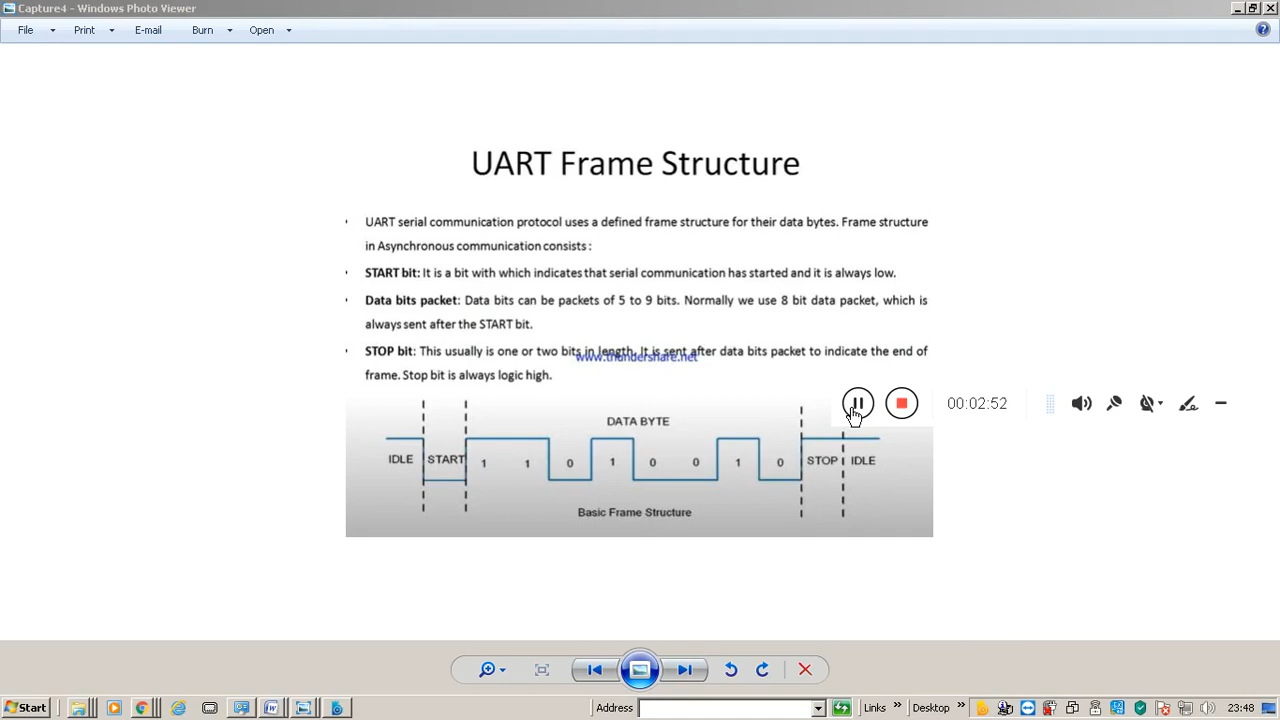 Capture4 - Windows Photo Viewer
File Print E-mail Burn Open
UART Frame Structure
UART serial communication protocol uses a defined frame structure for their data bytes. Frame structure
in Asynchronous communication consists :
START bit: It is a bit with which indicates that serial communication has started and it is always low.
Data bits packet: Data bits can be packets of 5 to 9 bits. Normally we use 8 bit data packet, which is
always sent after the START bit.
STOP bit: This usually is one or two bits in length. It is sent after data bits packet to indicate the end of
www.thundershare.net
frame. Stop bit is always logic high.
00:02:52
DATA BYTE
IDLE START 1 1 0 1 0 0 1 0 STOP IDLE
Basic Frame Structure
Start Address Links » Desktop » 23:48